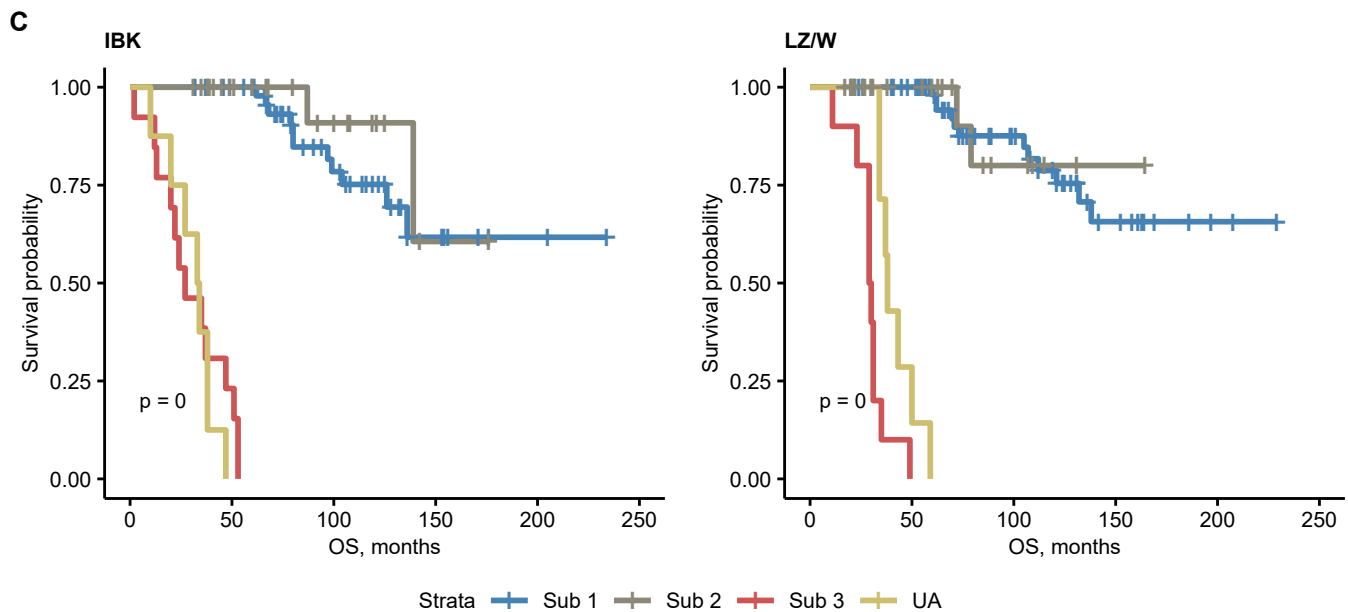 C
IBK
LZ/W
Survival probability
1.00
0.75
0.50
0.25
0.00
p = 0
0 50 100 150 200 250
OS, months
Survival probability
1.00
0.75
0.50
0.25
0.00
p = 0
0 50 100 150 200 250
OS, months
Strata Sub 1 Sub 2 Sub 3 UA